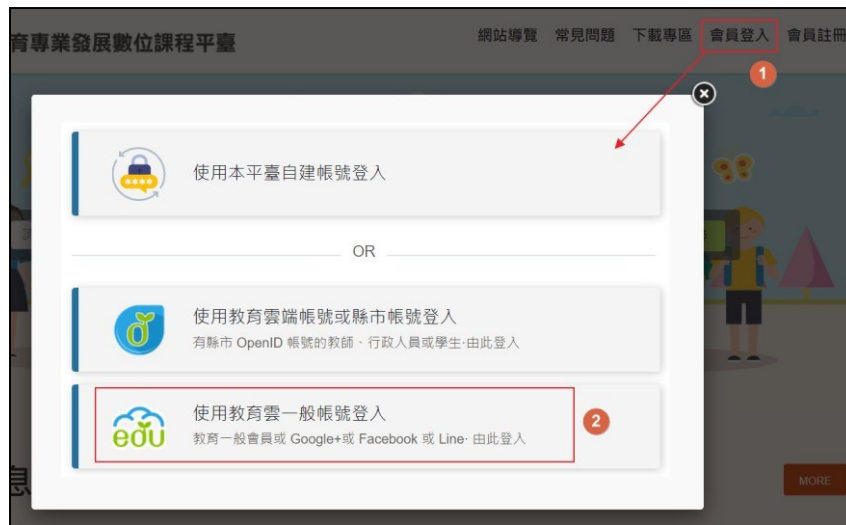 育專業發展數位課程平臺
網站導覽 常見問題 下載專區 會員登入 會員註冊
1
使用本平臺自建帳號登入
OR
使用教育雲端帳號或縣市帳號登入
有縣市 OpenID 帳號的教師、行政人員或學生·由此登入
使用教育雲一般帳號登入
教育一般會員或 Google+或 Facebook 或 Line· 由此登入
edu
2
息
MORE